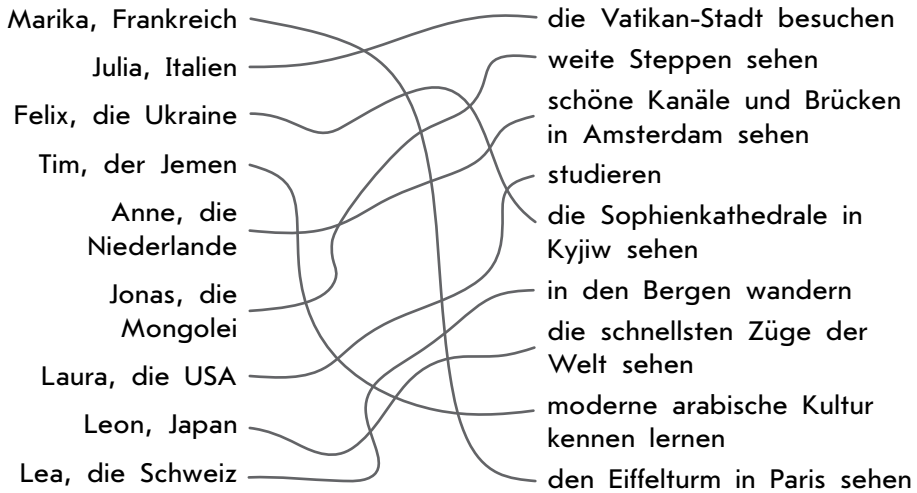 Marika, Frankreich
Julia, Italien
Felix, die Ukraine
Tim, der Jemen
Anne, die
Niederlande
Jonas, die
Mongolei
Laura, die USA
Leon, Japan
Lea, die Schweiz
die Vatikan-Stadt besuchen
weite Steppen sehen
schöne Kanäle und Brücken
in Amsterdam sehen
studieren
die Sophienkathedrale in
Kyjiw sehen
in den Bergen wandern
die schnellsten Züge der
Welt sehen
moderne arabische Kultur
kennen lernen
den Eiffelturm in Paris sehen